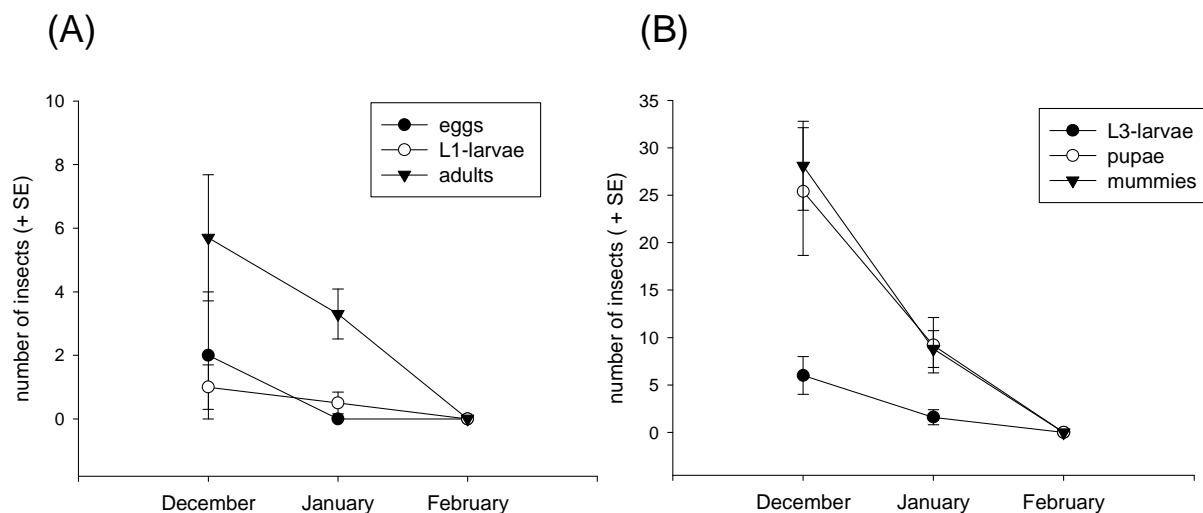 (A)
number of insects (+ SE)
10
8
6
4
2
0
eggs
L1-larvae
adults
December January February
(B)
number of insects ( + SE)
35
30
25
20
15
10
5
0
L3-larvae
pupae
mummies
December January February